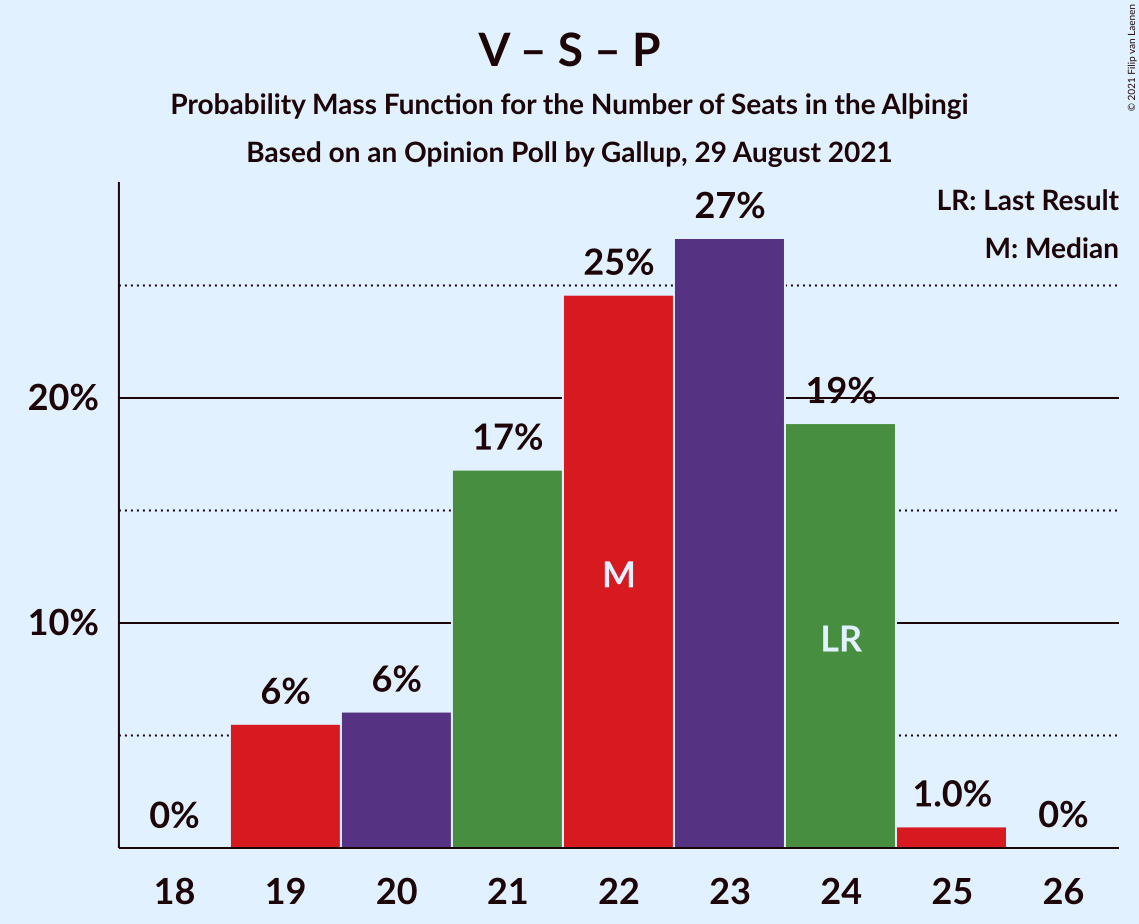 V – S – P
Probability Mass Function for the Number of Seats in the Alþingi
Based on an Opinion Poll by Gallup, 29 August 2021
© 2021 Filip van Laenen
LR: Last Result
M: Median
27%
25%
20%
19%
17%
M
10%
LR
6%
6%
0%
1.0%
0%
18 19 20 21 22 23 24 25 26